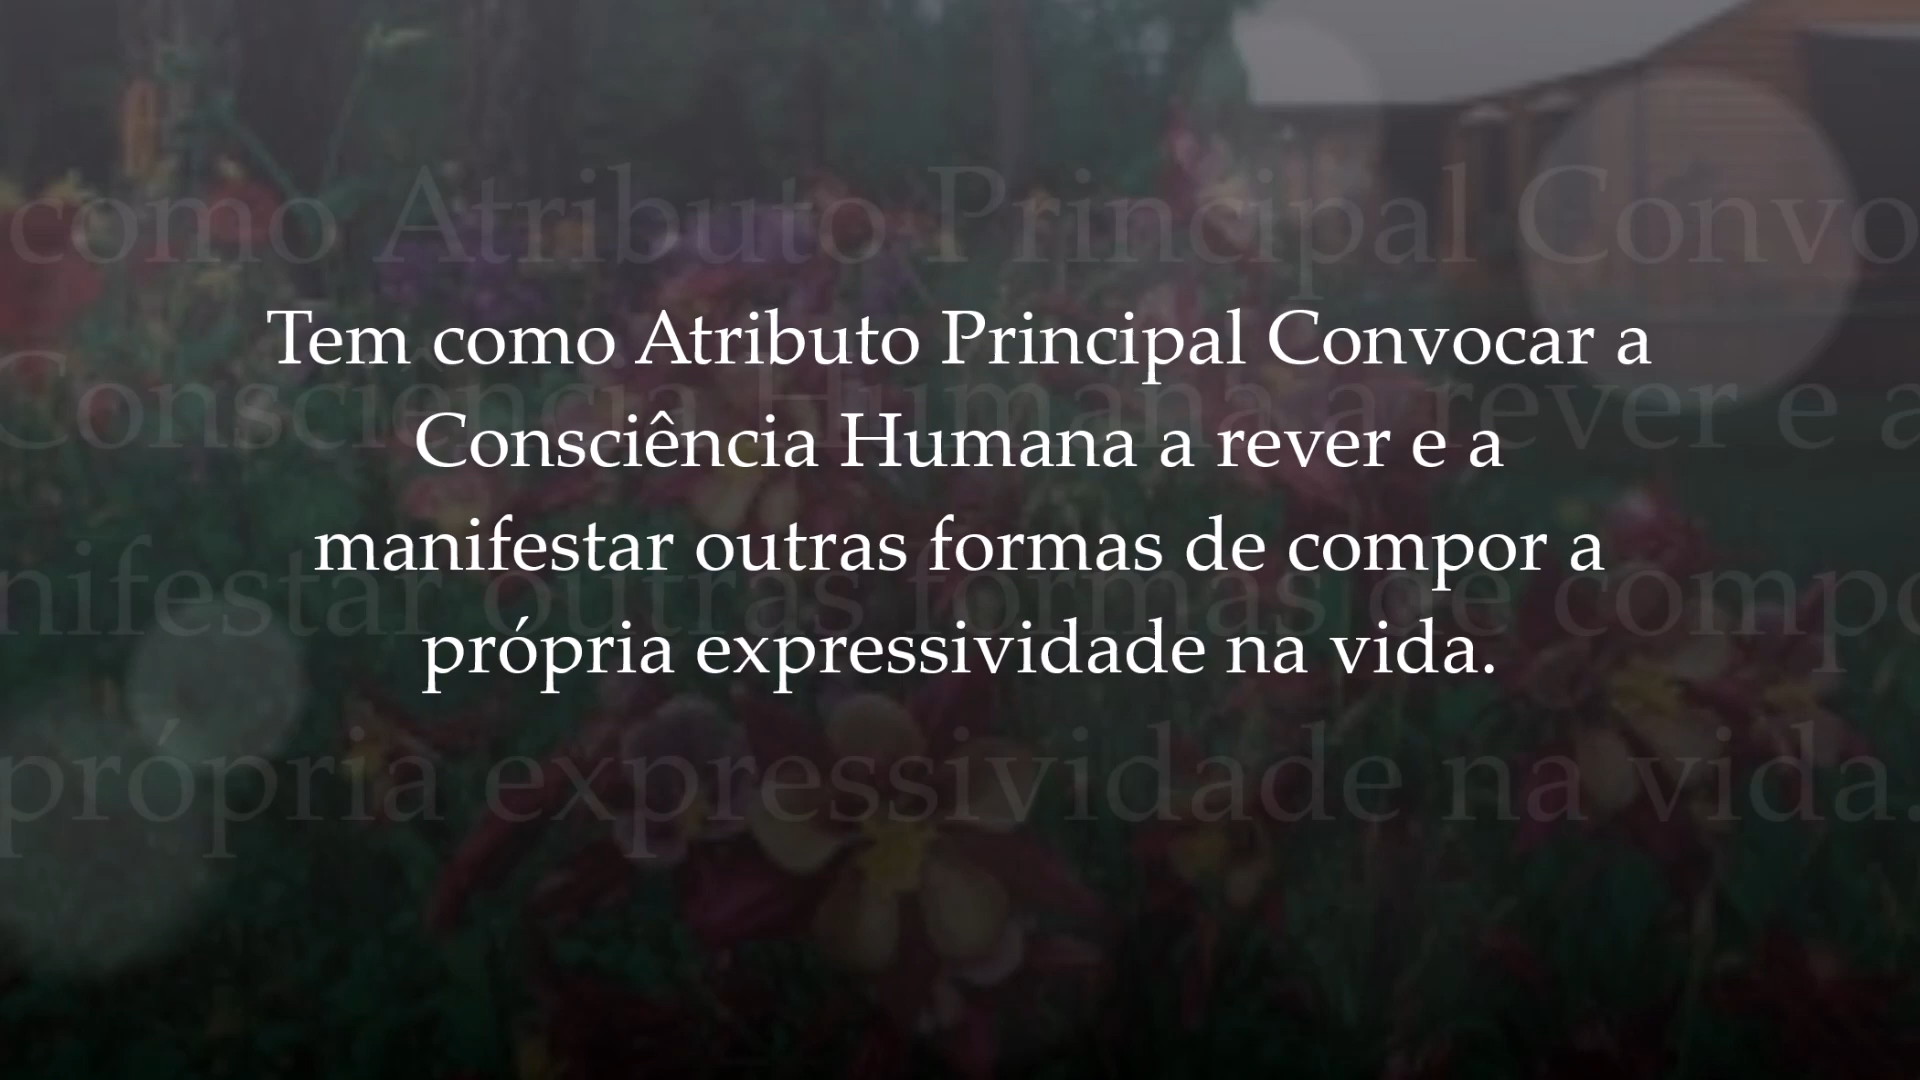 Tem como Atributo Principal Convocar a
Consciência Humana a rever e a
manifestar outras formas de compor a
própria expressividade na vida.